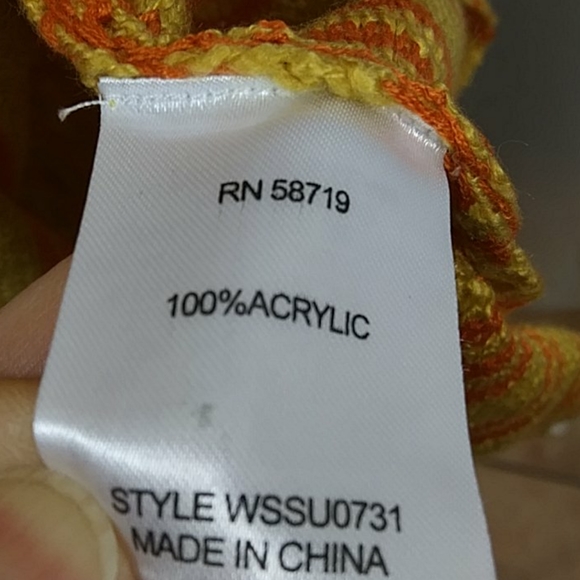 RN 58719
100%ACRYLIC
STYLE WSSU0731
MADE IN CHINA